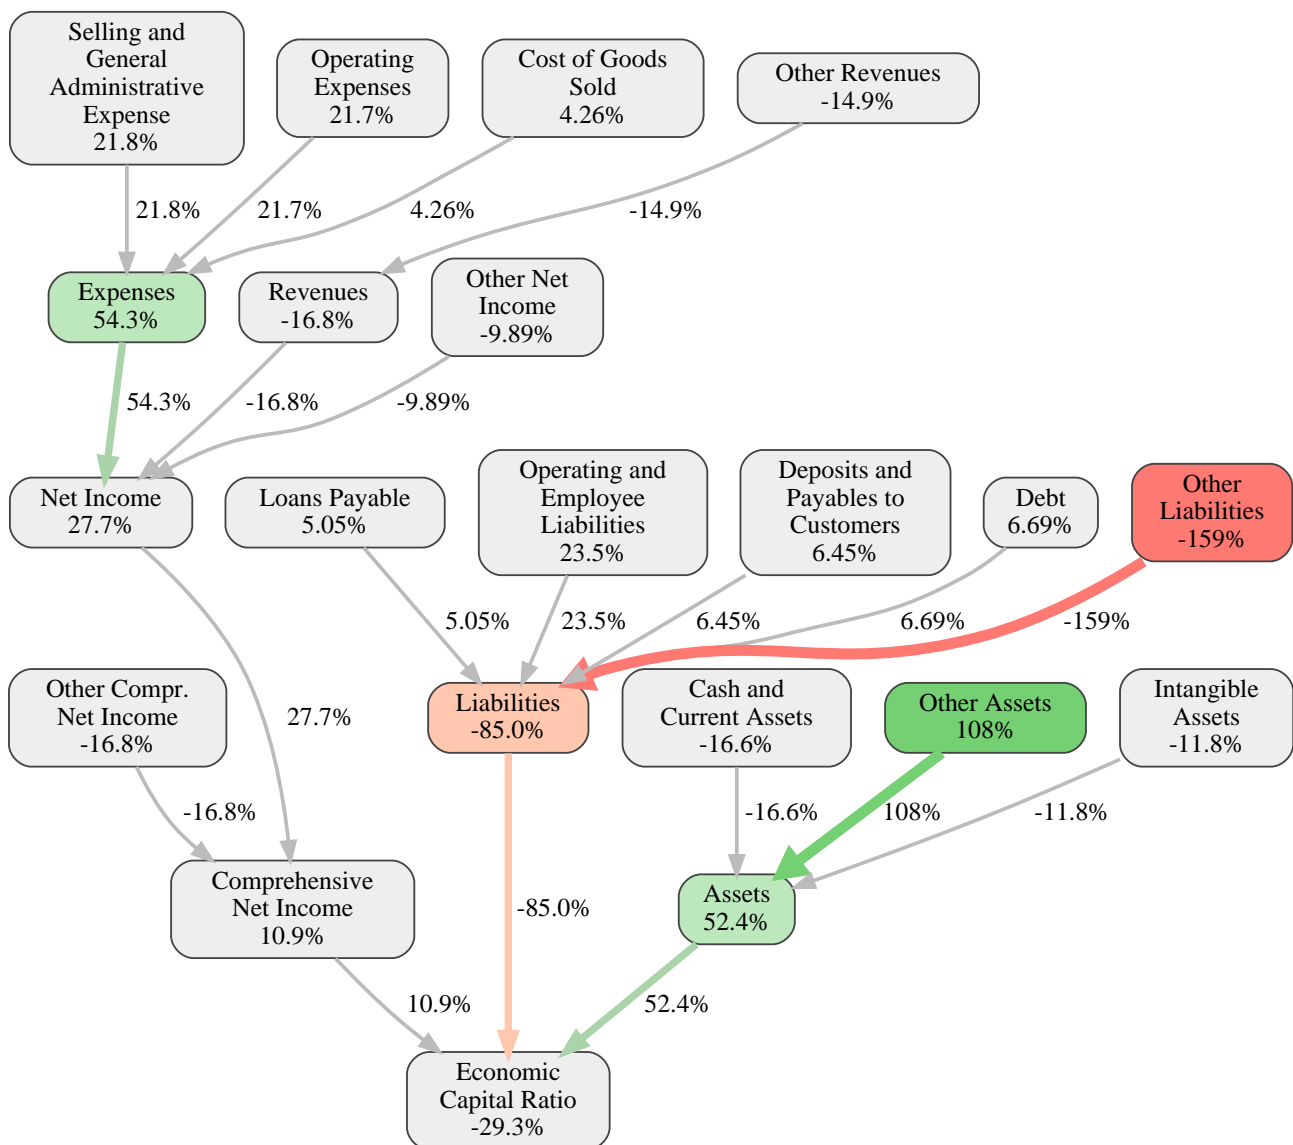 Selling and
General
Administrative
Expense
21.8%
Operating
Expenses
21.7%
Cost of Goods
Sold
4.26%
Other Revenues
-14.9%
21.8%
21.7%
4.26%
-14.9%
Expenses
54.3%
Revenues
-16.8%
Other Net
Income
-9.89%
54.3%
-16.8%
-9.89%
Net Income
27.7%
Loans Payable
5.05%
Operating and
Employee
Liabilities
23.5%
Deposits and
Payables to
Customers
6.45%
Debt
6.69%
Other
Liabilities
-159%
5.05%
23.5%
6.45%
6.69%
-159%
Other Compr.
Net Income
-16.8%
27.7%
Liabilities
-85.0%
Cash and
Current Assets
-16.6%
Other Assets
108%
Intangible
Assets
-11.8%
-16.8%
-16.6%
108%
-11.8%
Comprehensive
Net Income
10.9%
-85.0%
Assets
52.4%
10.9%
52.4%
Economic
Capital Ratio
-29.3%